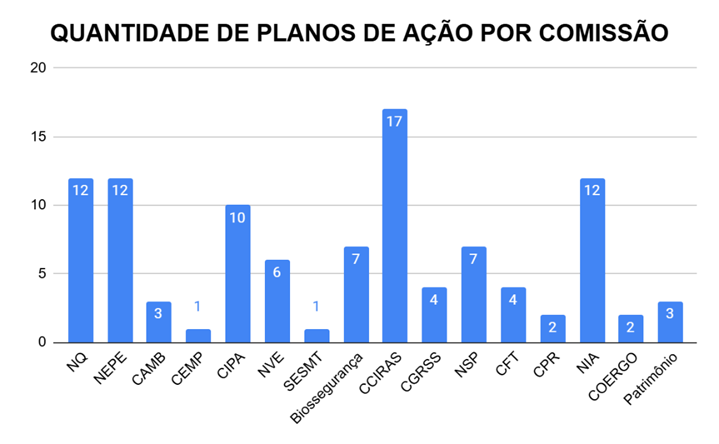 QUANTIDADE DE PLANOS DE AÇÃO POR COMISSÃO
20
15
10
5
0
12
12
3
1
10
6
1
7
17
4
7
4
2
12
2
3
NQ
NEPE
CAMB
CEMP
CIPA
NVE
SESMT
Biossegurança
CCIRAS
CGRSS
NSP
CFT
CPR
NIA
COERGO
Patrimônio